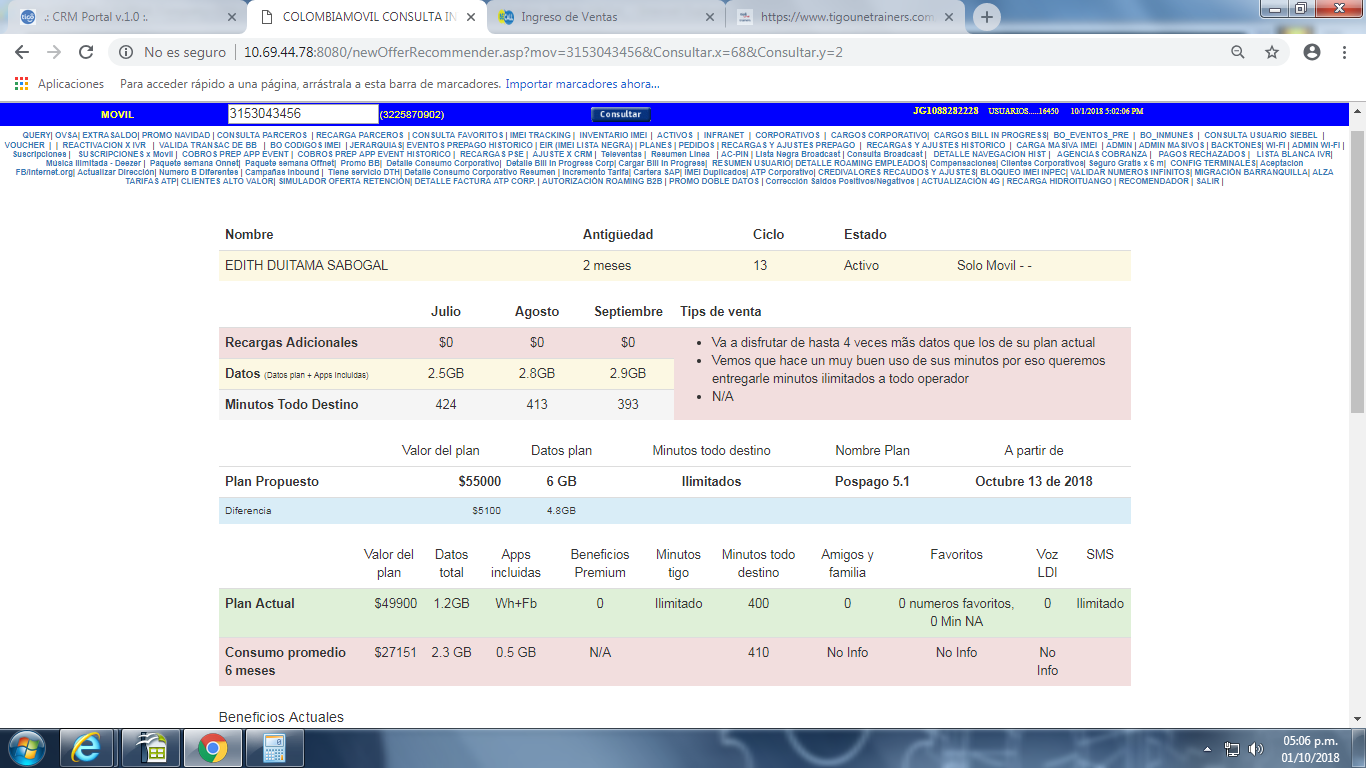 .: CRM Portal v.1.0 :.
COLOMBIAMOVIL CONSULTA IN
Ingreso de Ventas
https://www.tigounetrainers.com
No es seguro | 10.69.44.78:8080/newOfferRecommender.asp?mov=3153043456&Consultar.x=68&Consultar.y=2
Aplicaciones Para acceder rápido a una página, arrástrala a esta barra de marcadores. Importar marcadores ahora...
MOVIL 3153043456 (3225870902) Consultar JG1088282228 USUARIOS.....16450 10/1/2018 5:02:06 PM
QUERY| OVSA| EXTRASALDO| PROMO NAVIDAD | CONSULTA PARCEROS | RECARGA PARCEROS | CONSULTA FAVORITOS | IMEI TRACKING | INVENTARIO IMEI | ACTIVOS | INFRANET | CORPORATIVOS | CARGOS CORPORATIVO| CARGOS BILL IN PROGRESS| BO_EVENTOS_PRE | BO_INMUNES | CONSULTA USUARIO SIEBEL |
VOUCHER | | REACTIVACION X IVR | VALIDA TRANSAC DE BB | BO CODIGOS IMEI | JERARQUIAS| EVENTOS PREPAGO HISTORICO | EIR (IMEI LISTA NEGRA) | PLANES | PEDIDOS | RECARGAS Y AJUSTES PREPAGO | RECARGAS Y AJUSTES HISTORICO | CARGA MASIVA IMEI | ADMIN | ADMIN MASIVOS | BACKTONES| WI-FI | ADMIN WI-FI |
Suscripciones | SUSCRIPCIONES x Movil | COBROS PREP APP EVENT | COBROS PREP APP EVENT HISTORICO | RECARGAS PSE | AJUSTE X CRM | Televentas | Resumen Linea | AC-PIN | Lista Negra Broadcast | Consulta Broadcast | DETALLE NAVEGACION HIST | AGENCIAS COBRANZA | PAGOS RECHAZADOS | LISTA BLANCA IVR|
Musica Ilimitada - Deezer | Paquete semana Onnet| Paquete semana Offnet| Promo BB| Detalle Consumo Corporativo| Detalle Bill In Progress Corp| Cargar Bill In Progress Corp| RESUMEN USUARIO| DETALLE ROAMING EMPLEADOS| Compensaciones| Clientes Corporativos| Seguro Gratis x 6 m| CONFIG TERMINALES| Aceptacion
FB/Internet.org| Actualizar Dirección| Numero B Diferentes | Campañas Inbound | Tiene servicio DTH| Detalle Consumo Corporativo Resumen | Incremento Tarifa| Cartera SAP| IMEI Duplicados| ATP Corporativo| CREDIVALORES RECAUDOS Y AJUSTES| BLOQUEO IMEI INPEC| VALIDAR NUMEROS INFINITOS| MIGRACIÓN BARRANQUILLA| ALZA
TARIFAS ATP| CLIENTES ALTO VALOR| SIMULADOR OFERTA RETENCIÓN| DETALLE FACTURA ATP CORP. | AUTORIZACIÓN ROAMING B2B | PROMO DOBLE DATOS | Corrección Saldos Positivos/Negativos | ACTUALIZACIÓN 4G | RECARGA HIDROITUANGO | RECOMENDADOR | SALIR |
Nombre Antigüedad Ciclo Estado
EDITH DUITAMA SABOGAL 2 meses 13 Activo Solo Movil - -
Julio Agosto Septiembre Tips de venta
Recargas Adicionales $0 $0 $0
Datos (Datos plan + Apps Incluidas) 2.5GB 2.8GB 2.9GB
Minutos Todo Destino 424 413 393
• Va a disfrutar de hasta 4 veces mãs datos que los de su plan actual
• Vemos que hace un muy buen uso de sus minutos por eso queremos
entregarle minutos ilimitados a todo operador
• N/A
Valor del plan Datos plan Minutos todo destino Nombre Plan A partir de
Plan Propuesto $55000 6 GB Ilimitados Pospago 5.1 Octubre 13 de 2018
Diferencia $5100 4.8GB
Valor del plan Datos total Apps incluidas Beneficios Premium Minutos tigo Minutos todo destino Amigos y familia Favoritos Voz LDI SMS
Plan Actual $49900 1.2GB Wh+Fb 0 Ilimitado 400 0 0 numeros favoritos, 0 Min NA 0 Ilimitado
Consumo promedio 6 meses $27151 2.3 GB 0.5 GB N/A 410 No Info No Info No Info
Beneficios Actuales
05:06 p.m.
01/10/2018